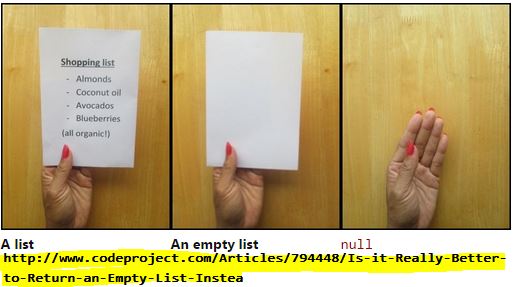 Shopping list
- Almonds
- Coconut oil
- Avocados
- Blueberries
(all organic!)
A list
An empty list
null
http://www.codeproject.com/Articles/794448/Is-it-Really-Better-
to-Return-an-Empty-List-Instea